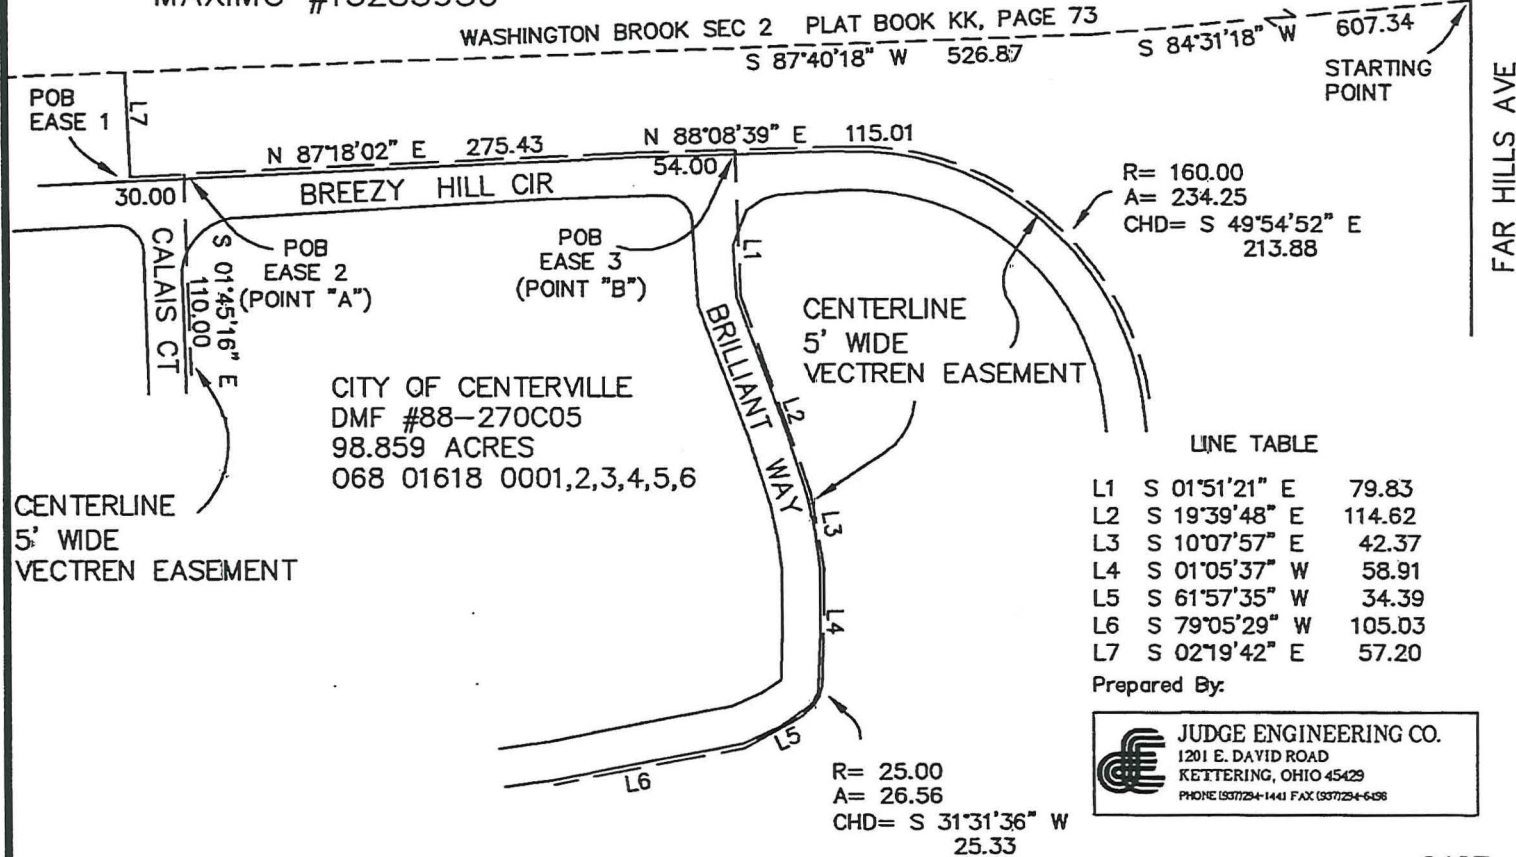 WASHINGTON BROOK SEC 2 PLAT BOOK KK, PAGE 73
S 87°40'18" W 526.87
S 84°31'18" W 607.34
STARTING
POINT
FAR HILLS AVE
POB
EASE 1
L7
N 87°18'02" E 275.43
N 88°08'39" E 115.01
30.00
54.00
BREEZY HILL CIR
R= 160.00
A= 234.25
CHD= S 49°54'52" E
213.88
CALAIS CT
S 01°45'16" E
110.00
POB
EASE 2
(POINT "A")
POB
EASE 3
(POINT "B")
L1
BRILLIANT WAY
CENTERLINE
5' WIDE
VECTREN EASEMENT
L2
L3
L4
L5
L6
CITY OF CENTERVILLE
DMF #88-270C05
98.859 ACRES
068 01618 0001,2,3,4,5,6
CENTERLINE
5' WIDE
VECTREN EASEMENT
LINE TABLE
L1 S 01°51'21" E 79.83
L2 S 19°39'48" E 114.62
L3 S 10°07'57" E 42.37
L4 S 01°05'37" W 58.91
L5 S 61°57'35" W 34.39
L6 S 79°05'29" W 105.03
L7 S 02°19'42" E 57.20
Prepared By:
JUDGE ENGINEERING CO.
1201 E. DAVID ROAD
KETTERING, OHIO 45429
PHONE (937)294-1441 FAX (937)294-6498
R= 25.00
A= 26.56
CHD= S 31°31'36" W
25.33